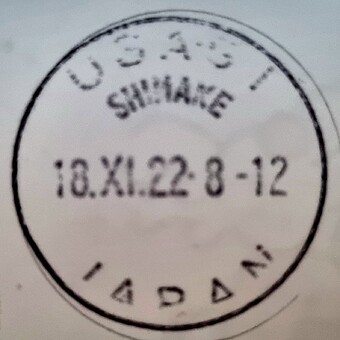 USAGI
SHIMANE
18.XI.22 8-12
JAPAN